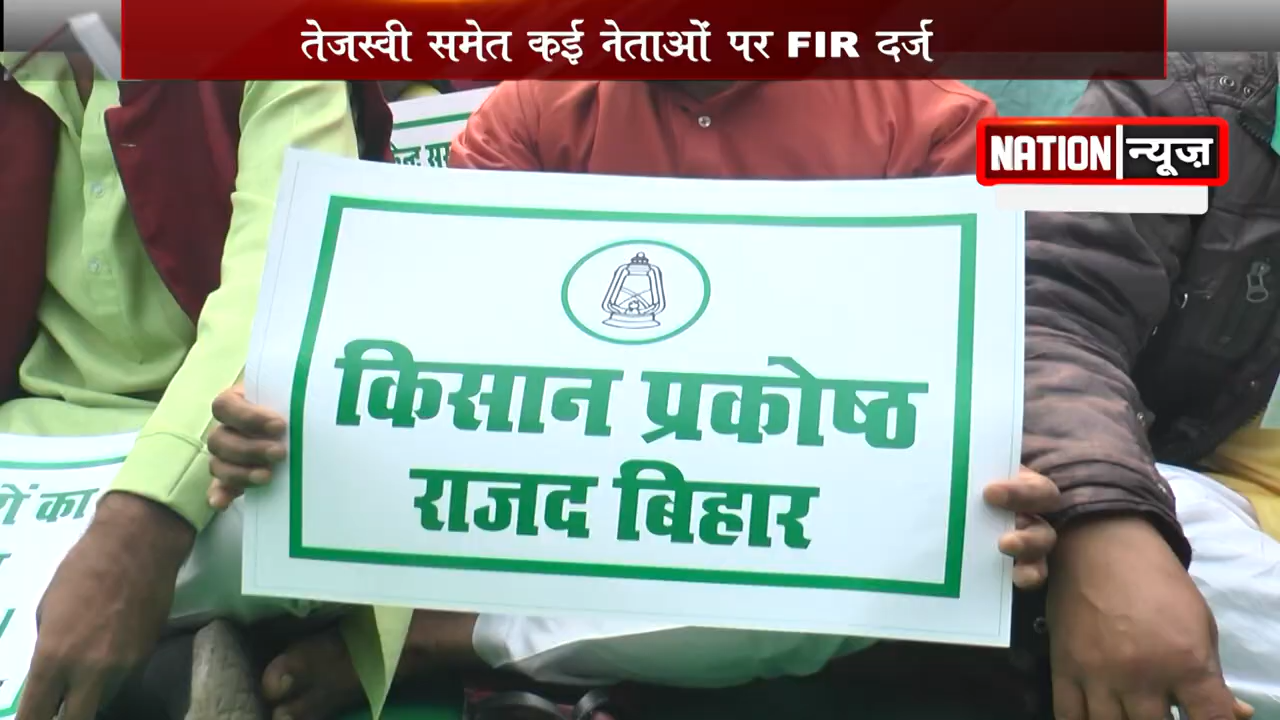 तेजस्वी समेत कई नेताओं पर FIR दर्ज
NATION न्यूज़
किसान प्रकोष्ठ
राजद बिहार